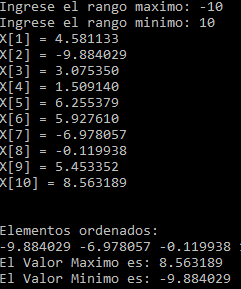 Ingrese el rango maximo: -10
Ingrese el rango minimo: 10
X[1] = 4.581133
X[2] = -9.884029
X[3] = 3.075350
X[4] = 1.509140
X[5] = 6.255379
X[6] = 5.927610
X[7] = -6.978057
X[8] = -0.119938
X[9] = 5.453352
X[10] = 8.563189
Elementos ordenados:
-9.884029 -6.978057 -0.119938
El Valor Maximo es: 8.563189
El Valor Minimo es: -9.884029